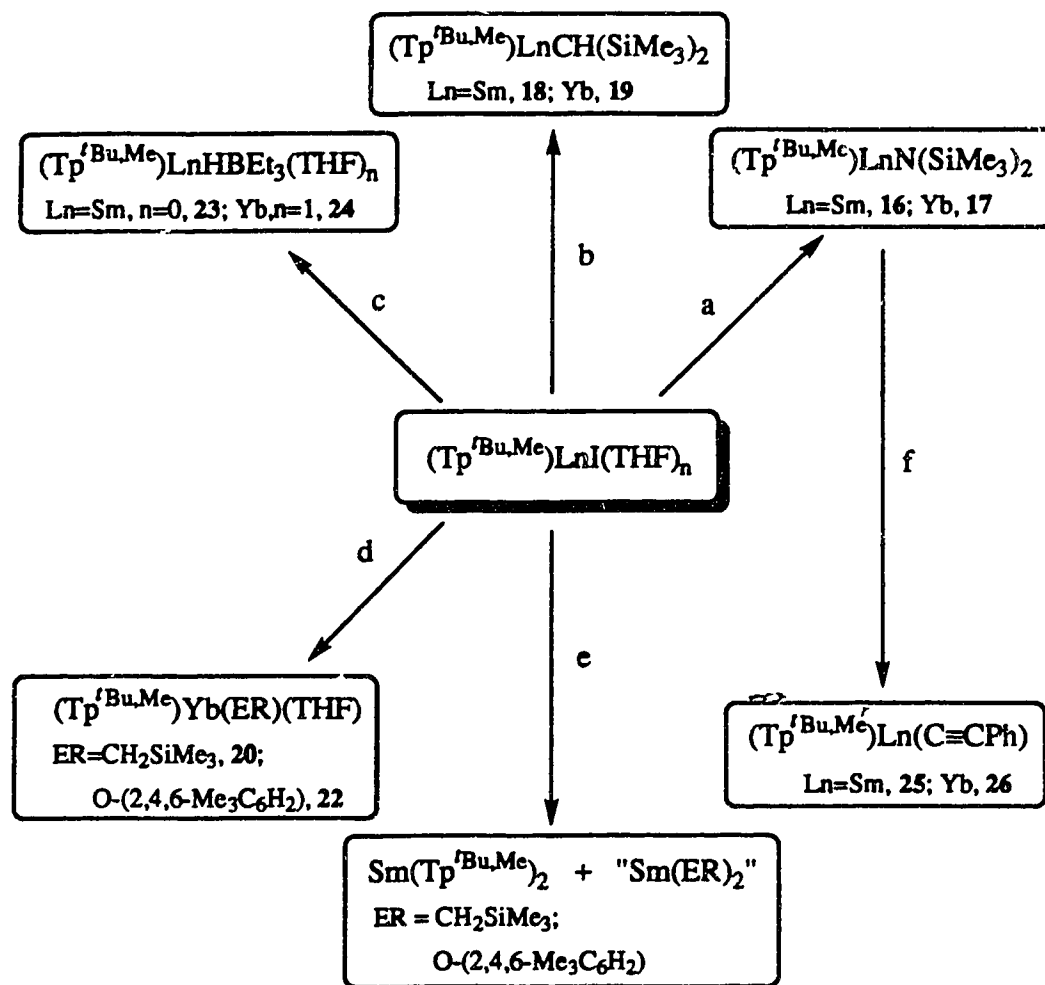 (Tp^tBu,Me)LnCH(SiMe₃)₂
Ln=Sm, 18; Yb, 19
(Tp^tBu,Me)LnHBEt₃(THF)ₙ
Ln=Sm, n=0, 23; Yb,n=1, 24
(Tp^tBu,Me)LnN(SiMe₃)₂
Ln=Sm, 16; Yb, 17
c
b
a
(Tp^tBu,Me)LnI(THF)ₙ
f
d
e
(Tp^tBu,Me)Yb(ER)(THF)
ER=CH₂SiMe₃, 20;
O-(2,4,6-Me₃C₆H₂), 22
(Tp^tBu,Me)Ln(C≡CPh)
Ln=Sm, 25; Yb, 26
Sm(Tp^tBu,Me)₂ + "Sm(ER)₂"
ER = CH₂SiMe₃;
O-(2,4,6-Me₃C₆H₂)